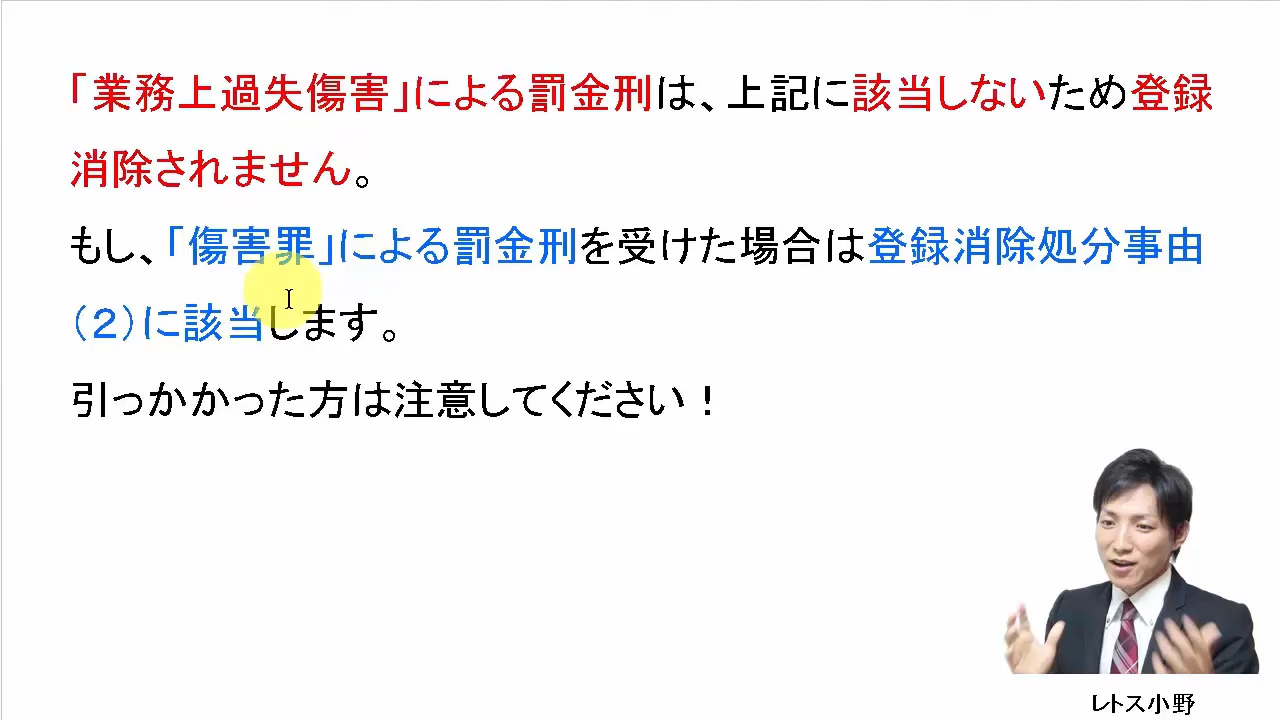 「業務上過失傷害」による罰金刑は、上記に該当しないため登録
消除されません。
もし、「傷害罪」による罰金刑を受けた場合は登録消除処分事由
（２）に該当します。
引っかかった方は注意してください！
レトス小野